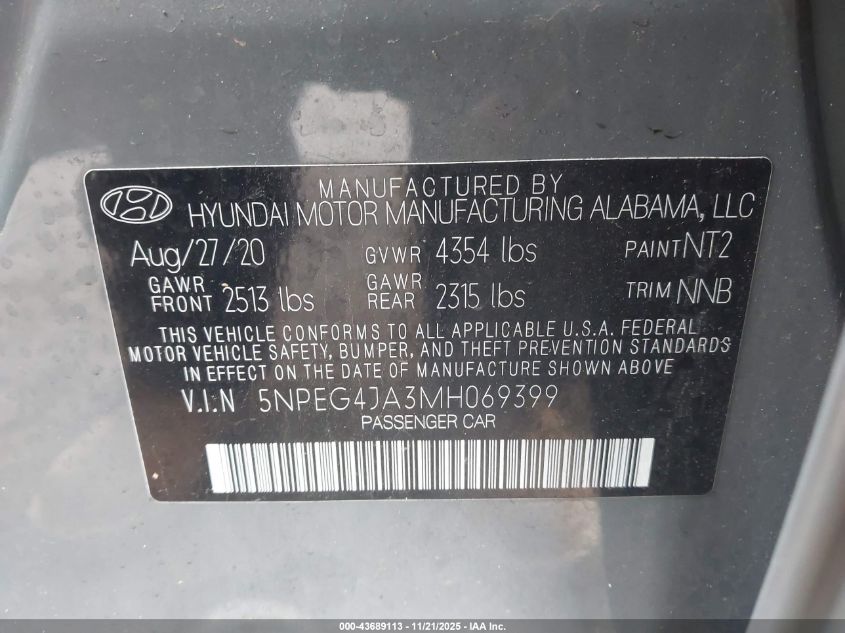 MANUFACTURED BY
HYUNDAI MOTOR MANUFACTURING ALABAMA, LLC
Aug/27/20 GVWR 4354 lbs PAINT NT2
GAWR FRONT 2513 lbs GAWR REAR 2315 lbs TRIM NNB
THIS VEHICLE CONFORMS TO ALL APPLICABLE U.S.A. FEDERAL
MOTOR VEHICLE SAFETY, BUMPER, AND THEFT PREVENTION STANDARDS
IN EFFECT ON THE DATE OF MANUFACTURE SHOWN ABOVE
V.I.N 5NPEG4JA3MH069399
PASSENGER CAR
000-43689113 - 11/21/2025 - IAA Inc.